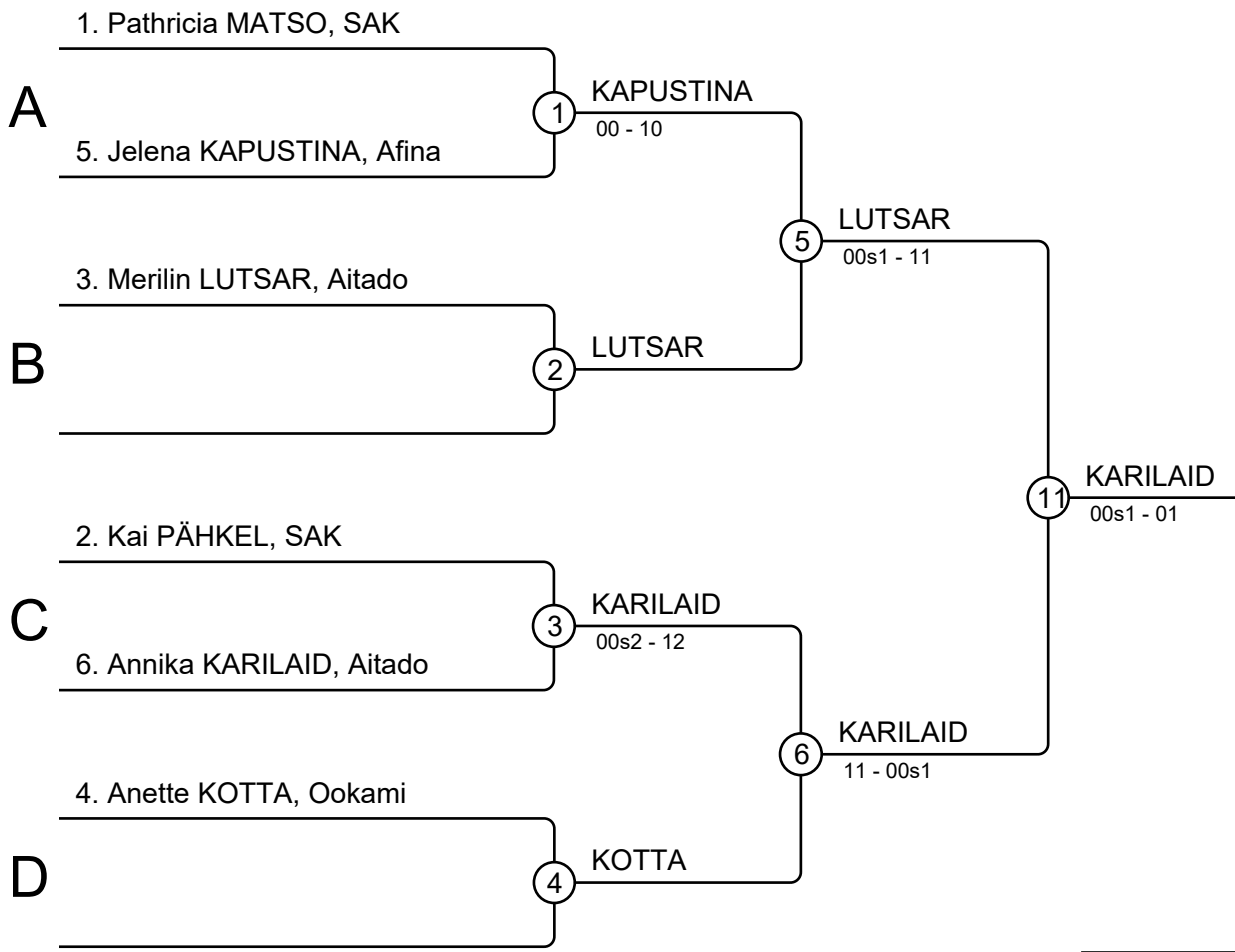 1. Pathricia MATSO, SAK
A
1
KAPUSTINA
00 - 10
5. Jelena KAPUSTINA, Afina
5
LUTSAR
00s1 - 11
3. Merilin LUTSAR, Aitado
B
2
LUTSAR
11
KARILAID
00s1 - 01
2. Kai PÄHKEL, SAK
C
3
KARILAID
00s2 - 12
6. Annika KARILAID, Aitado
6
KARILAID
11 - 00s1
4. Anette KOTTA, Ookami
D
4
KOTTA